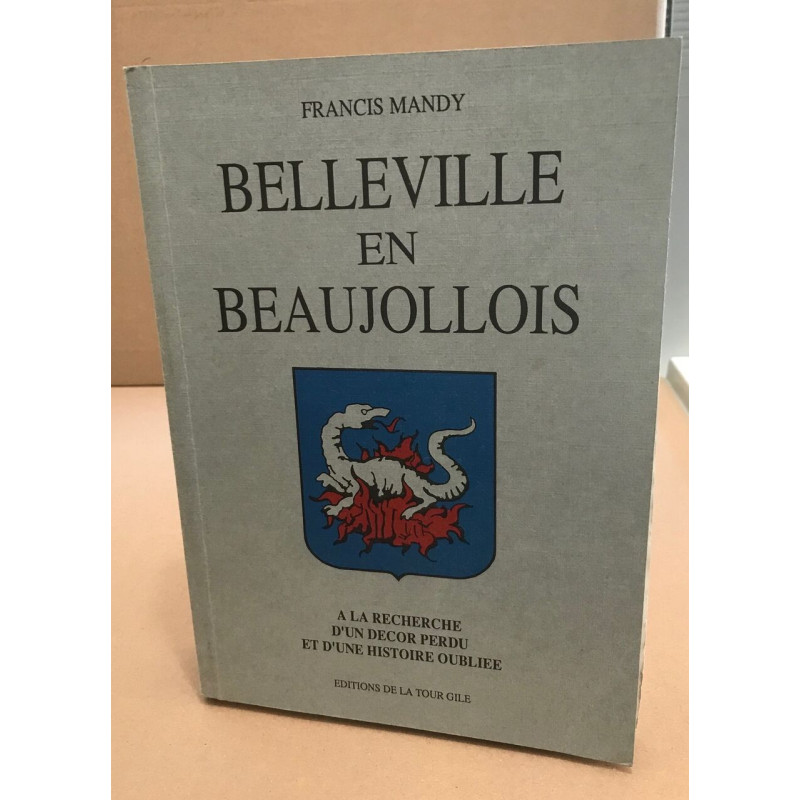 FRANCIS MANDY
BELLEVILLE
EN
BEAUJOLLOIS
A LA RECHERCHE
D'UN DECOR PERDU
ET D'UNE HISTOIRE OUBLIEE
EDITIONS DE LA TOUR GILE